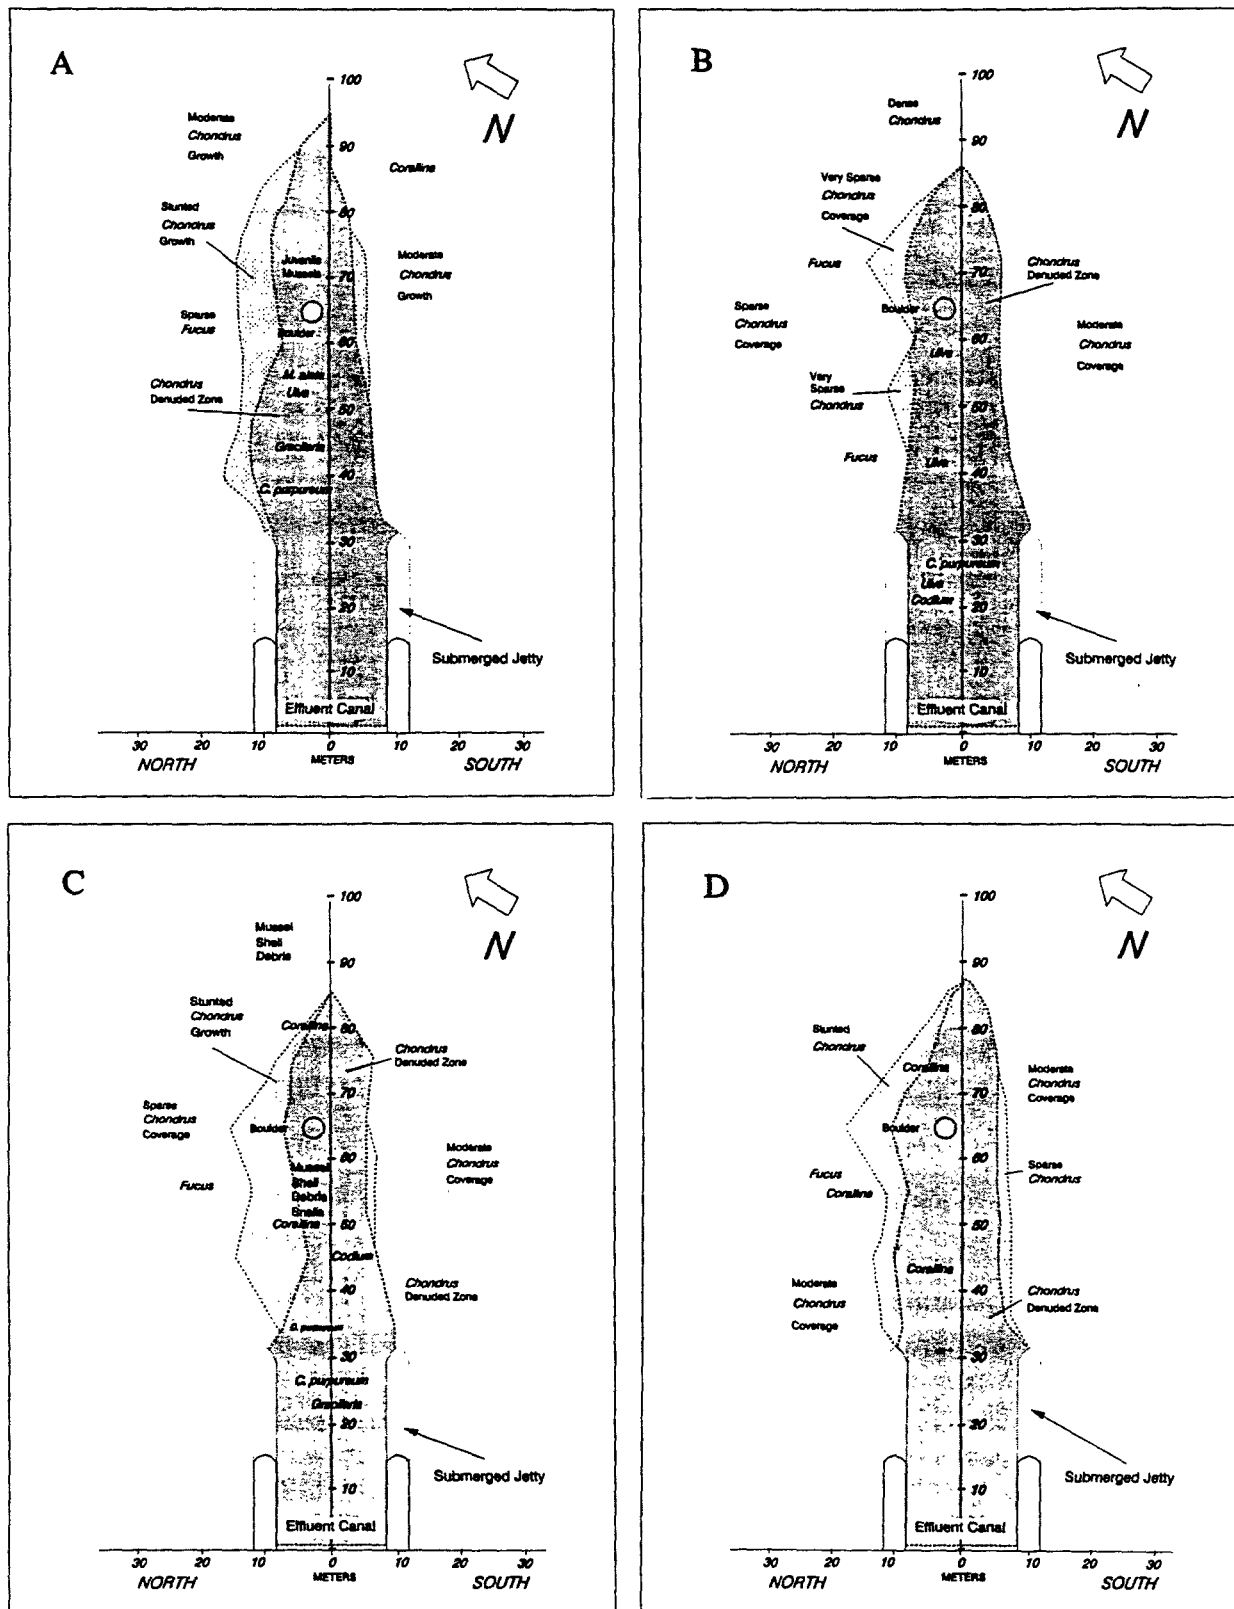 A
N
100
90
80
70
60
50
40
30
20
10
Moderate
Chondrus
Growth
Corallina
Stunted
Chondrus
Growth
Juvenile
Mussels
Moderate
Chondrus
Growth
Sparse
Fucus
Boulder
Chondrus
Denuded Zone
Ulva
Gracilaria
C. purpureum
Submerged Jetty
Effluent Canal
30 20 10 0 10 20 30
NORTH METERS SOUTH
B
N
100
90
80
70
60
50
40
30
20
10
Dense
Chondrus
Very Sparse
Chondrus
Coverage
Fucus
Chondrus
Denuded Zone
Sparse
Chondrus
Coverage
Boulder
Moderate
Chondrus
Coverage
Ulva
Very
Sparse
Chondrus
Fucus
Ulva
C. purpureum
Ulva
Codium
Submerged Jetty
Effluent Canal
30 20 10 0 10 20 30
NORTH METERS SOUTH
C
N
100
90
80
70
60
50
40
30
20
10
Mussel
Shell
Debris
Stunted
Chondrus
Growth
Corallina
Chondrus
Denuded Zone
Sparse
Chondrus
Coverage
Boulder
Moderate
Chondrus
Coverage
Fucus
Mussel
Shell
Debris
Snails
Corallina
Codium
Chondrus
Denuded Zone
C. purpureum
Gracilaria
Submerged Jetty
Effluent Canal
30 20 10 0 10 20 30
NORTH METERS SOUTH
D
N
100
90
80
70
60
50
40
30
20
10
Stunted
Chondrus
Corallina
Moderate
Chondrus
Coverage
Boulder
Fucus
Corallina
Sparse
Chondrus
Corallina
Moderate
Chondrus
Coverage
Chondrus
Denuded Zone
Submerged Jetty
Effluent Canal
30 20 10 0 10 20 30
NORTH METERS SOUTH